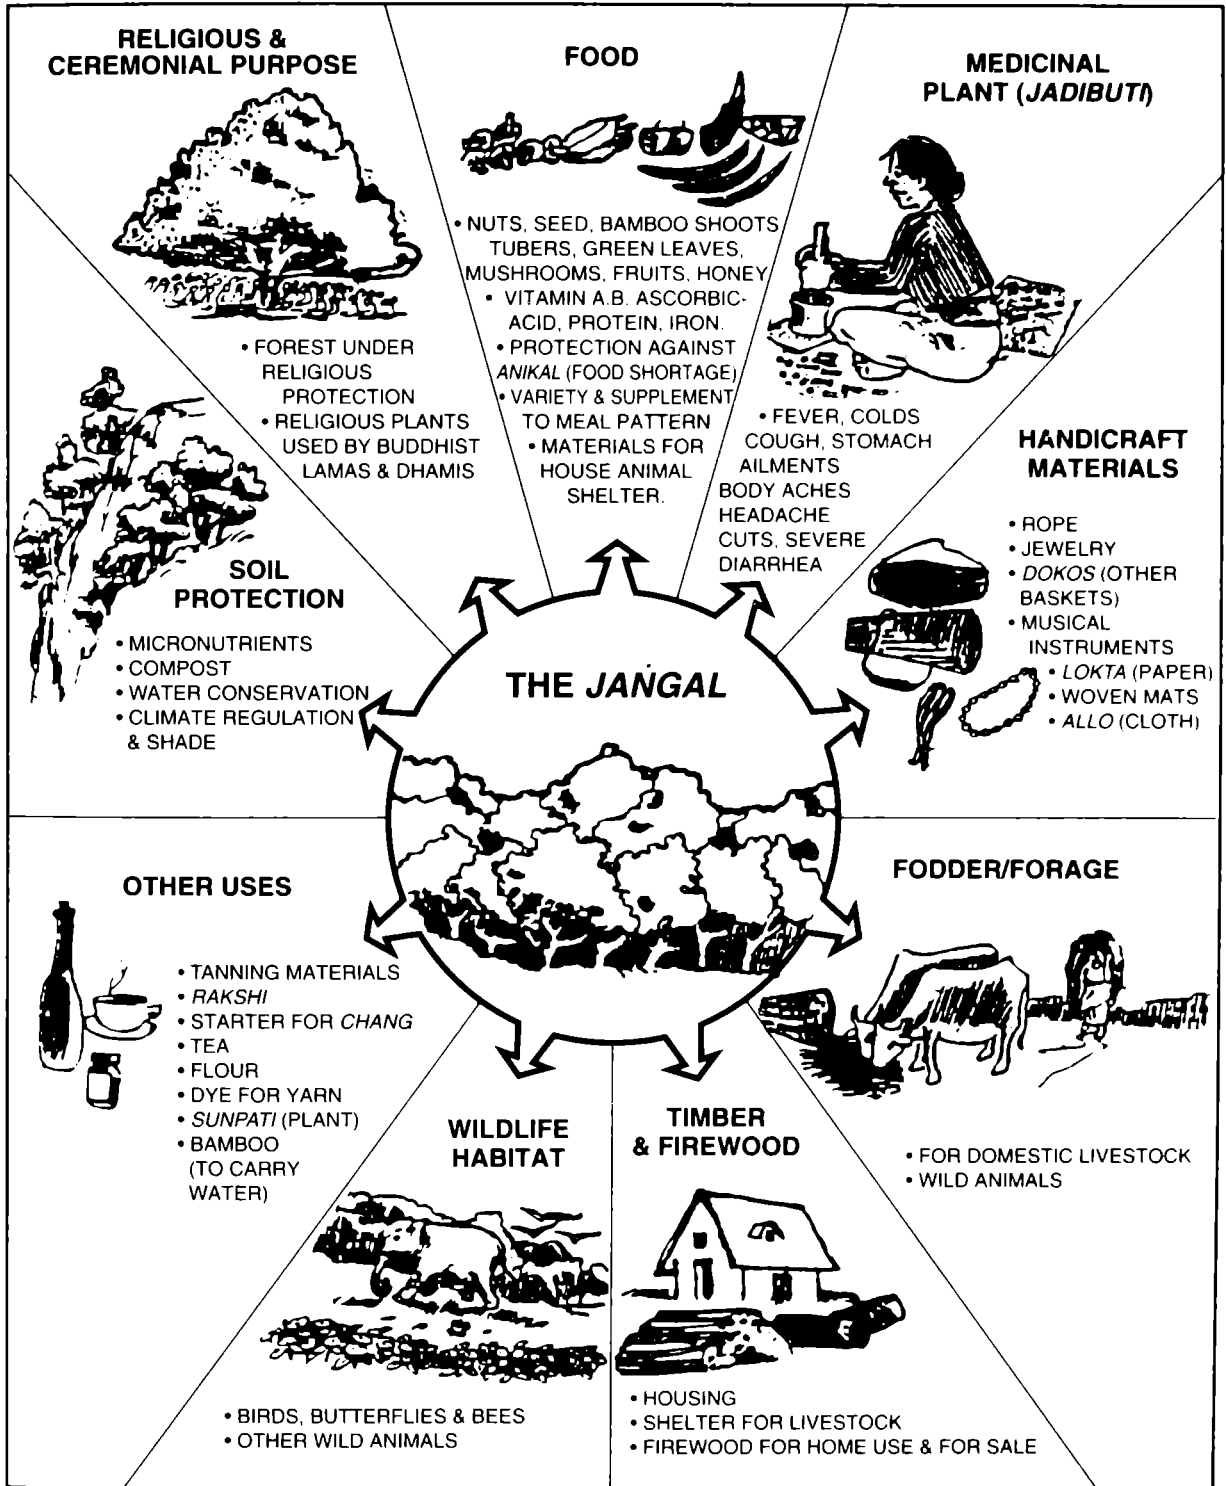 RELIGIOUS &
CEREMONIAL PURPOSE
• FOREST UNDER
RELIGIOUS
PROTECTION
• RELIGIOUS PLANTS
USED BY BUDDHIST
LAMAS & DHAMIS
FOOD
• NUTS, SEED, BAMBOO SHOOTS
TUBERS, GREEN LEAVES,
MUSHROOMS, FRUITS, HONEY
• VITAMIN A.B. ASCORBIC-
ACID, PROTEIN, IRON.
• PROTECTION AGAINST
ANIKAL (FOOD SHORTAGE)
• VARIETY & SUPPLEMENT
TO MEAL PATTERN
• MATERIALS FOR
HOUSE ANIMAL
SHELTER.
MEDICINAL
PLANT (JADIBUTI)
• FEVER, COLDS
COUGH, STOMACH
AILMENTS
BODY ACHES
HEADACHE
CUTS, SEVERE
DIARRHEA
HANDICRAFT
MATERIALS
• ROPE
• JEWELRY
• DOKOS (OTHER
BASKETS)
• MUSICAL
INSTRUMENTS
• LOKTA (PAPER)
• WOVEN MATS
• ALLO (CLOTH)
SOIL
PROTECTION
• MICRONUTRIENTS
• COMPOST
• WATER CONSERVATION
• CLIMATE REGULATION
& SHADE
THE JANGAL
FODDER/FORAGE
• FOR DOMESTIC LIVESTOCK
• WILD ANIMALS
OTHER USES
• TANNING MATERIALS
• RAKSHI
• STARTER FOR CHANG
• TEA
• FLOUR
• DYE FOR YARN
• SUNPATI (PLANT)
• BAMBOO
(TO CARRY
WATER)
WILDLIFE
HABITAT
• BIRDS, BUTTERFLIES & BEES
• OTHER WILD ANIMALS
TIMBER
& FIREWOOD
• HOUSING
• SHELTER FOR LIVESTOCK
• FIREWOOD FOR HOME USE & FOR SALE